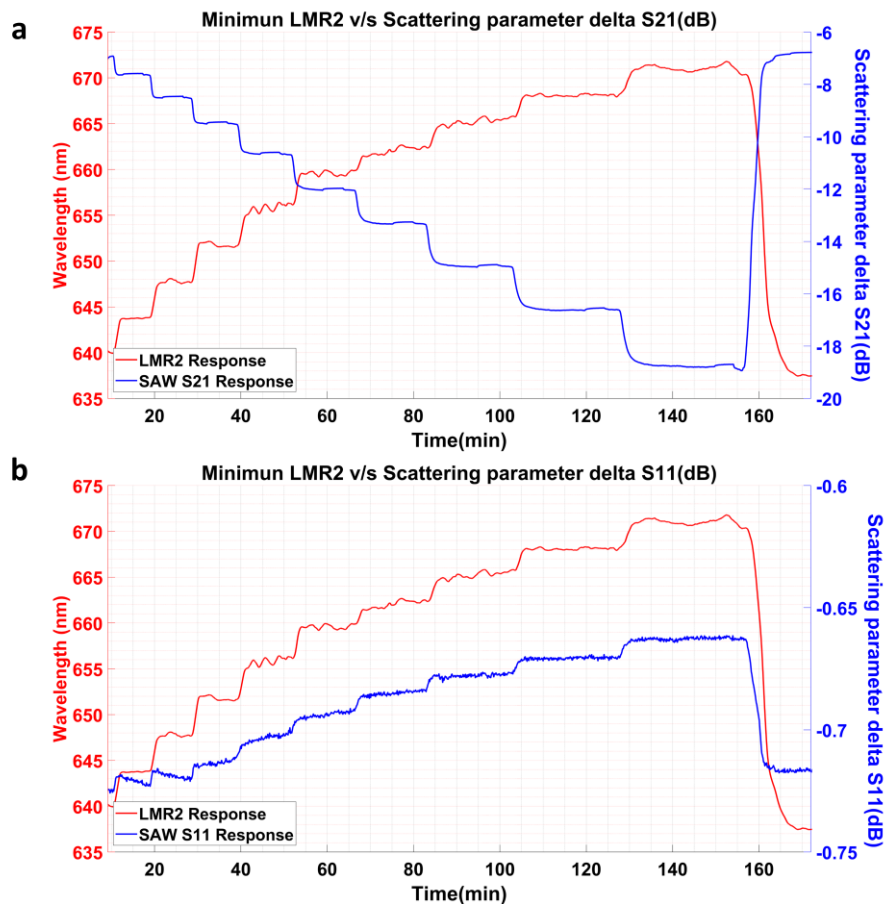 a
Minimun LMR2 v/s Scattering parameter delta S21(dB)
675
670
665
660
655
650
645
640
635
Wavelength (nm)
-6
-8
-10
-12
-14
-16
-18
-20
Scattering parameter delta S21(dB)
LMR2 Response
SAW S21 Response
20 40 60 80 100 120 140 160
Time(min)
b
Minimun LMR2 v/s Scattering parameter delta S11(dB)
675
670
665
660
655
650
645
640
635
Wavelength (nm)
-0.6
-0.65
-0.7
-0.75
Scattering parameter delta S11(dB)
LMR2 Response
SAW S11 Response
20 40 60 80 100 120 140 160
Time(min)